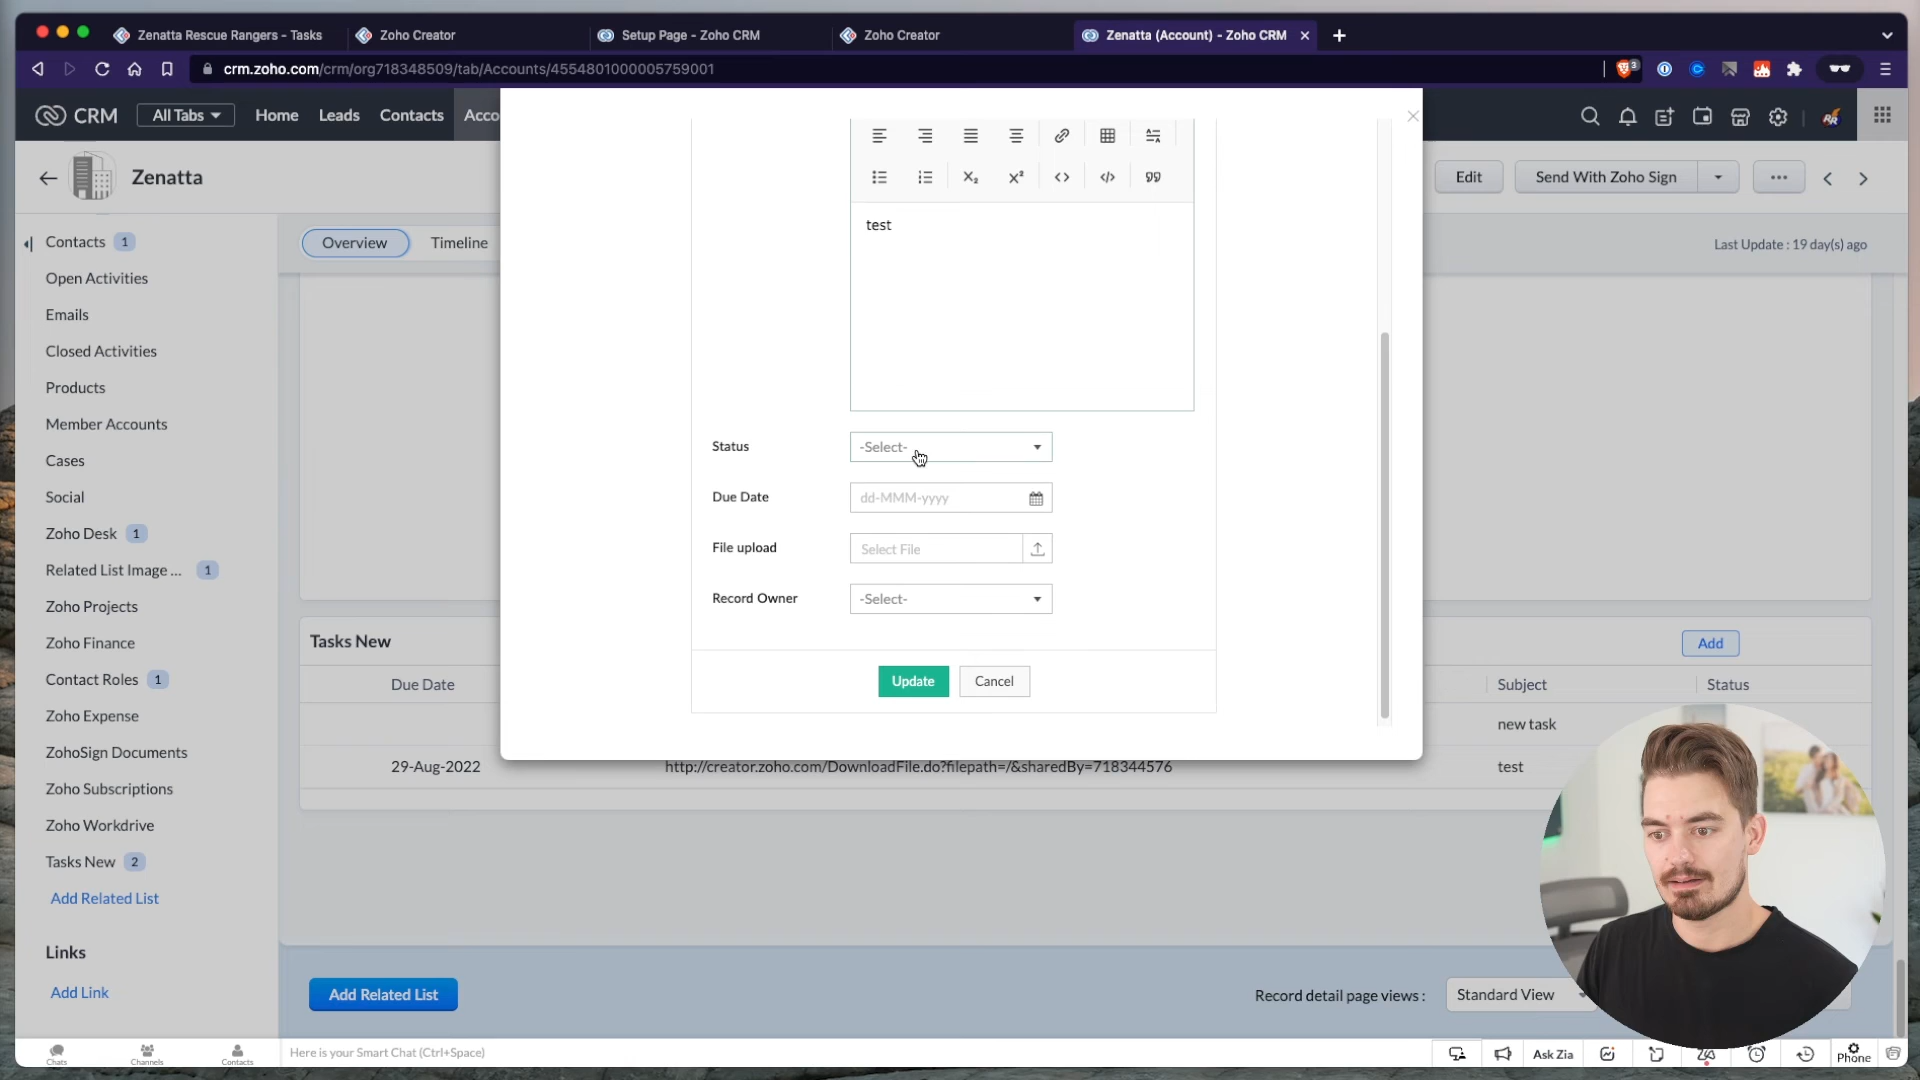 Zenatta Rescue Rangers - Tasks
Zoho Creator
Setup Page - Zoho CRM
Zoho Creator
Zenatta (Account) - Zoho CRM
crm.zoho.com/crm/org718348509/tab/Accounts/4554801000005759001
3
CRM
All Tabs
Home
Leads
Contacts
Acco
Zenatta
Edit
Send With Zoho Sign
Overview
Timeline
Last Update : 19 day(s) ago
Contacts 1
Open Activities
Emails
Closed Activities
Products
Member Accounts
Cases
Social
Zoho Desk 1
Related List Image ... 1
Zoho Projects
Zoho Finance
Contact Roles 1
Zoho Expense
ZohoSign Documents
Zoho Subscriptions
Zoho Workdrive
Tasks New 2
Add Related List
Links
Add Link
test
Status
-Select-
Due Date
dd-MMM-yyyy
File upload
Select File
Record Owner
-Select-
Update
Cancel
Tasks New
Add
Due Date
Subject
Status
new task
29-Aug-2022
http://creator.zoho.com/DownloadFile.do?filepath=/&sharedBy=718344576
test
Add Related List
Record detail page views :
Standard View
Chats
Channels
Contacts
Here is your Smart Chat (Ctrl+Space)
Ask Zia
Phone